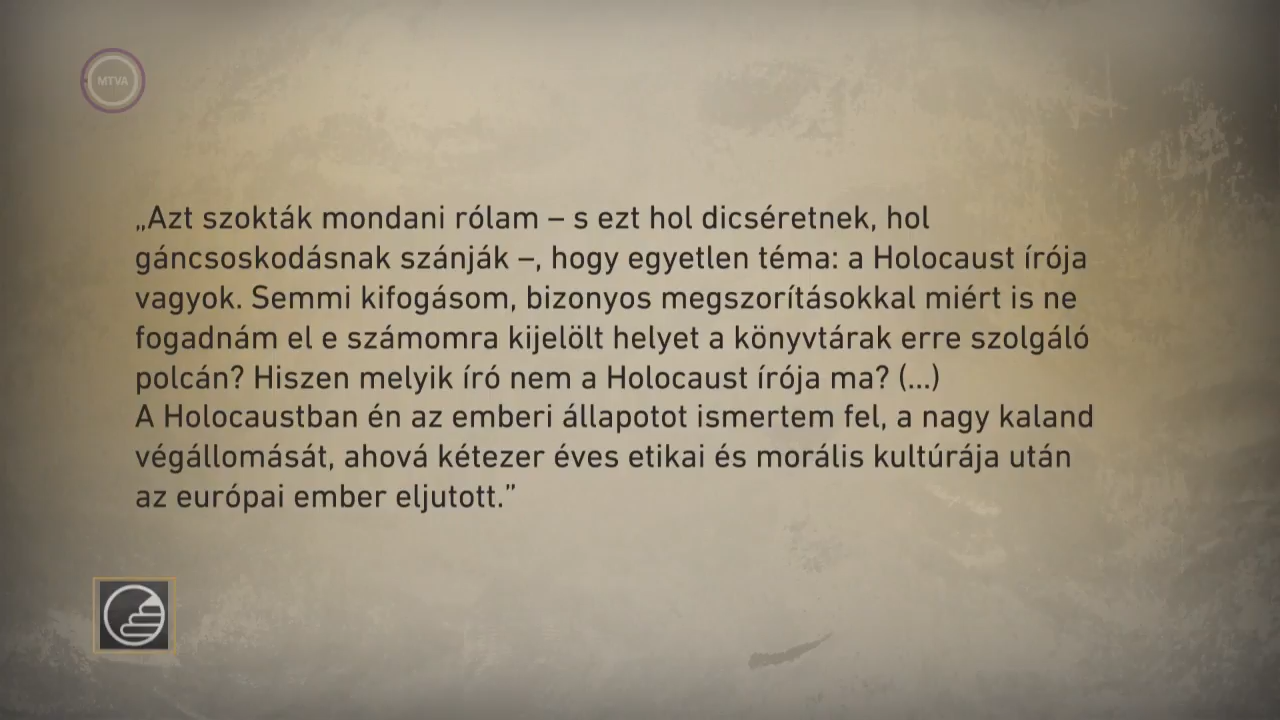 MTVA
„Azt szokták mondani rólam – s ezt hol dicséretnek, hol
gáncsoskodásnak szánják –, hogy egyetlen téma: a Holocaust írója
vagyok. Semmi kifogásom, bizonyos megszorításokkal miért is ne
fogadnám el e számomra kijelölt helyet a könyvtárak erre szolgáló
polcán? Hiszen melyik író nem a Holocaust írója ma? (...)
A Holocaustban én az emberi állapotot ismertem fel, a nagy kaland
végállomását, ahová kétezer éves etikai és morális kultúrája után
az európai ember eljutott.”